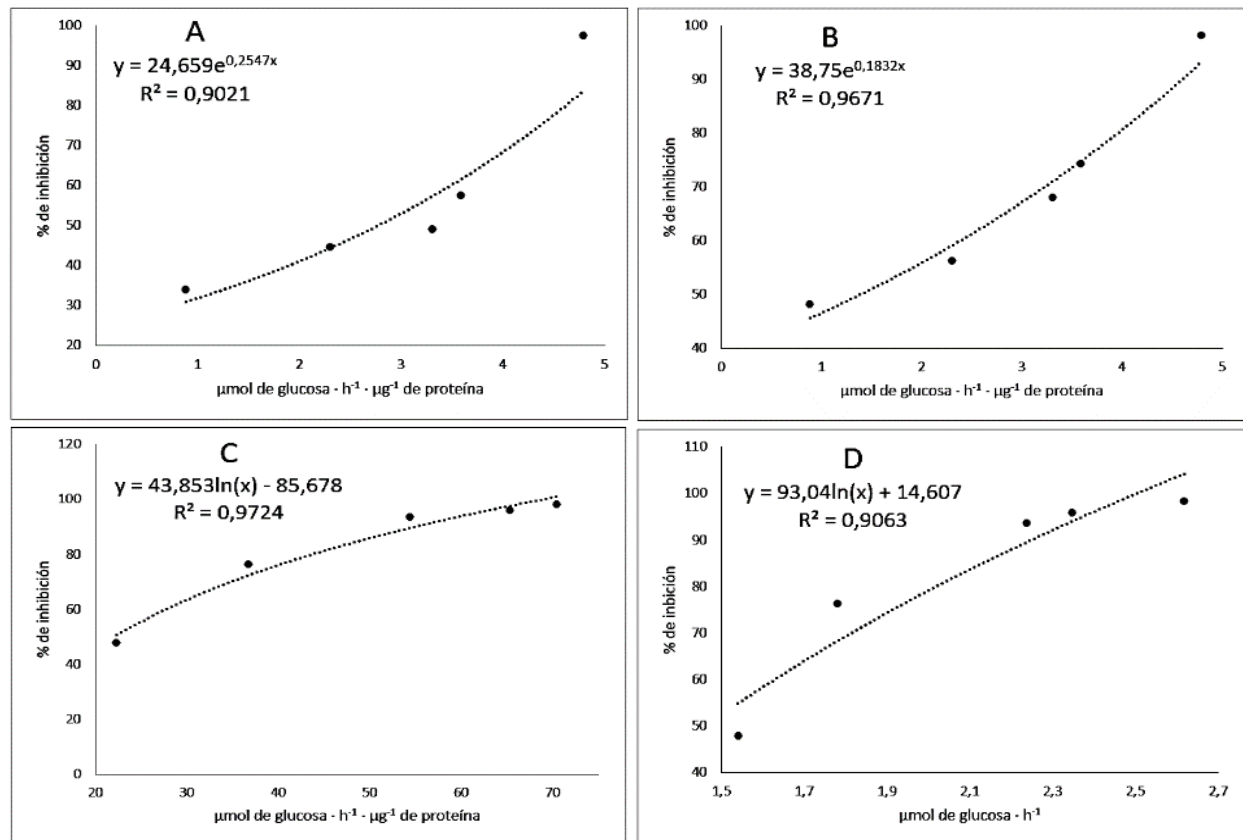 A
y = 24,659e^0,2547x
R² = 0,9021
100
90
80
70
60
50
40
30
20
% de inhibición
0 1 2 3 4 5
µmol de glucosa · h⁻¹ · µg⁻¹ de proteína
B
y = 38,75e^0,1832x
R² = 0,9671
100
90
80
70
60
50
40
% de inhibición
0 1 2 3 4 5
µmol de glucosa · h⁻¹ · µg⁻¹ de proteína
C
y = 43,853ln(x) - 85,678
R² = 0,9724
120
100
80
60
40
20
0
% de inhibición
20 30 40 50 60 70
µmol de glucosa · h⁻¹ · µg⁻¹ de proteína
D
y = 93,04ln(x) + 14,607
R² = 0,9063
110
100
90
80
70
60
50
40
% de inbición
1,5 1,7 1,9 2,1 2,3 2,5 2,7
µmol de glucosa · h⁻¹